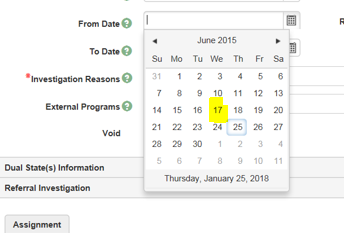 From Date
R
June 2015
To Date
Su Mo Tu We Th Fr Sa
31 1 2 3 4 5 6
Investigation Reasons
7 8 9 10 11 12 13
External Programs
14 15 16 17 18 19 20
Void
21 22 23 24 25 26 27
28 29 30 1 2 3 4
5 6 7 8 9 10 11
Dual State(s) Information
Thursday, January 25, 2018
Referral Investigation
Assignment